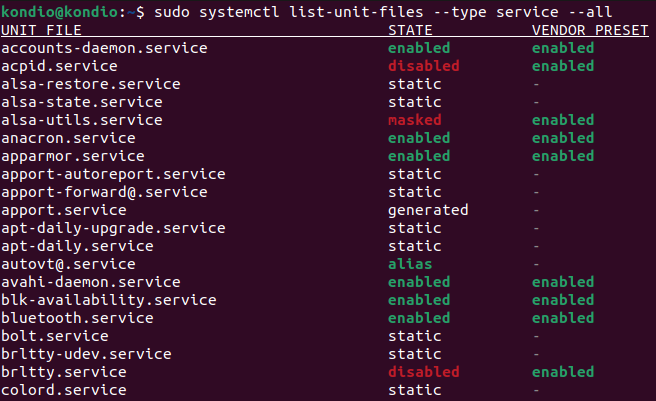 kondio@kondio:~$ sudo systemctl list-unit-files --type service --all
UNIT FILE STATE VENDOR PRESET
accounts-daemon.service enabled enabled
acpid.service disabled enabled
alsa-restore.service static -
alsa-state.service static -
alsa-utils.service masked enabled
anacron.service enabled enabled
apparmor.service enabled enabled
apport-autoreport.service static -
apport-forward@.service static -
apport.service generated -
apt-daily-upgrade.service static -
apt-daily.service static -
autovt@.service alias -
avahi-daemon.service enabled enabled
blk-availability.service enabled enabled
bluetooth.service enabled enabled
bolt.service static -
brltty-udev.service static -
brltty.service disabled enabled
colord.service static -